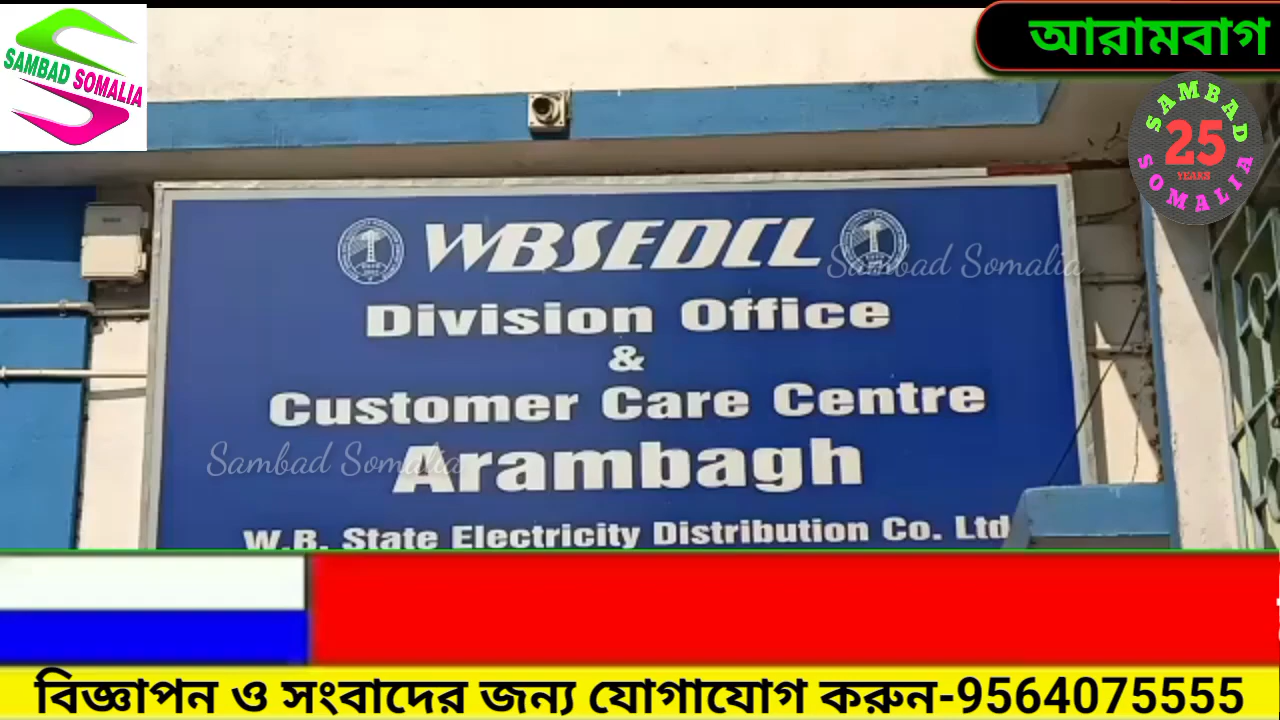 SAMBAD SOMALIA
আরামবাগ
SAMBAD
25
YEARS
SOMALIA
WBSEDCL
Sambad Somalia
Division Office
&
Customer Care Centre
Sambad Somalia
Arambagh
W.B. State Electricity Distribution Co. Ltd
বিজ্ঞাপন ও সংবাদের জন্য যোগাযোগ করুন-9564075555